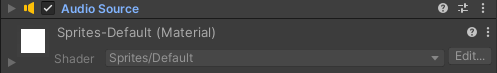 Audio Source
Sprites-Default (Material)
Shader Sprites/Default Edit...